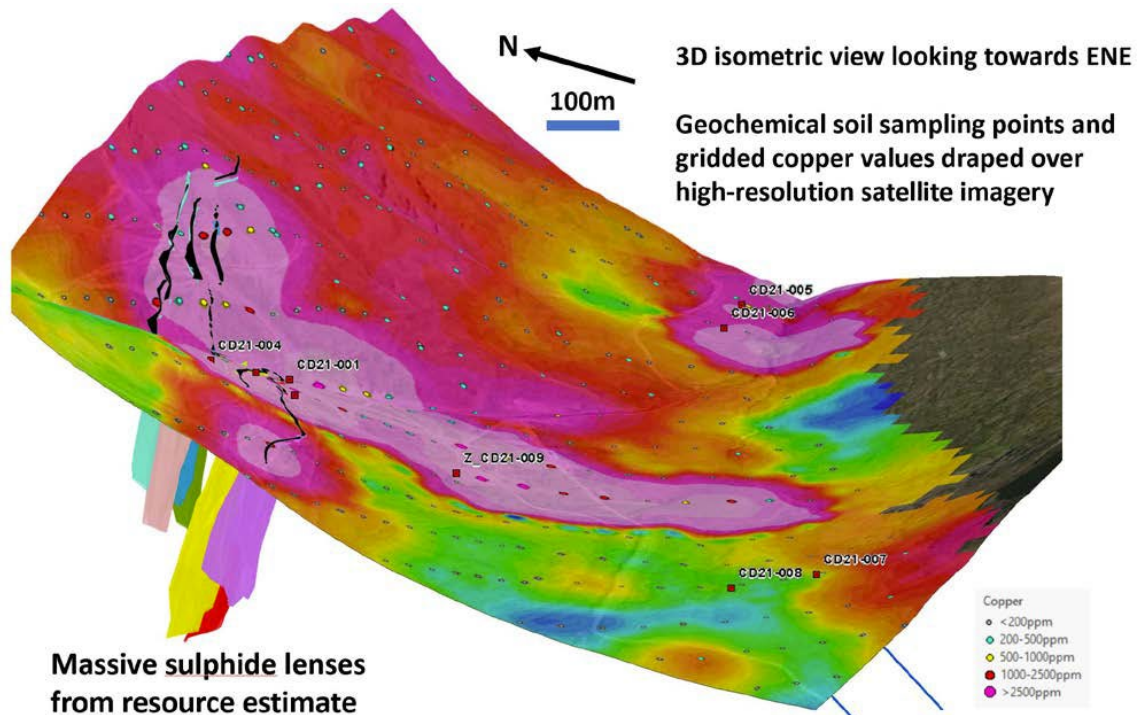 N
100m
3D isometric view looking towards ENE
Geochemical soil sampling points and
gridded copper values draped over
high-resolution satellite imagery
CD21-005
CD21-006
CD21-004
CD21-001
Z_CD21-009
CD21-007
CD21-008
Copper
<200ppm
200-500ppm
500-1000ppm
1000-2500ppm
>2500ppm
Massive sulphide lenses
from resource estimate